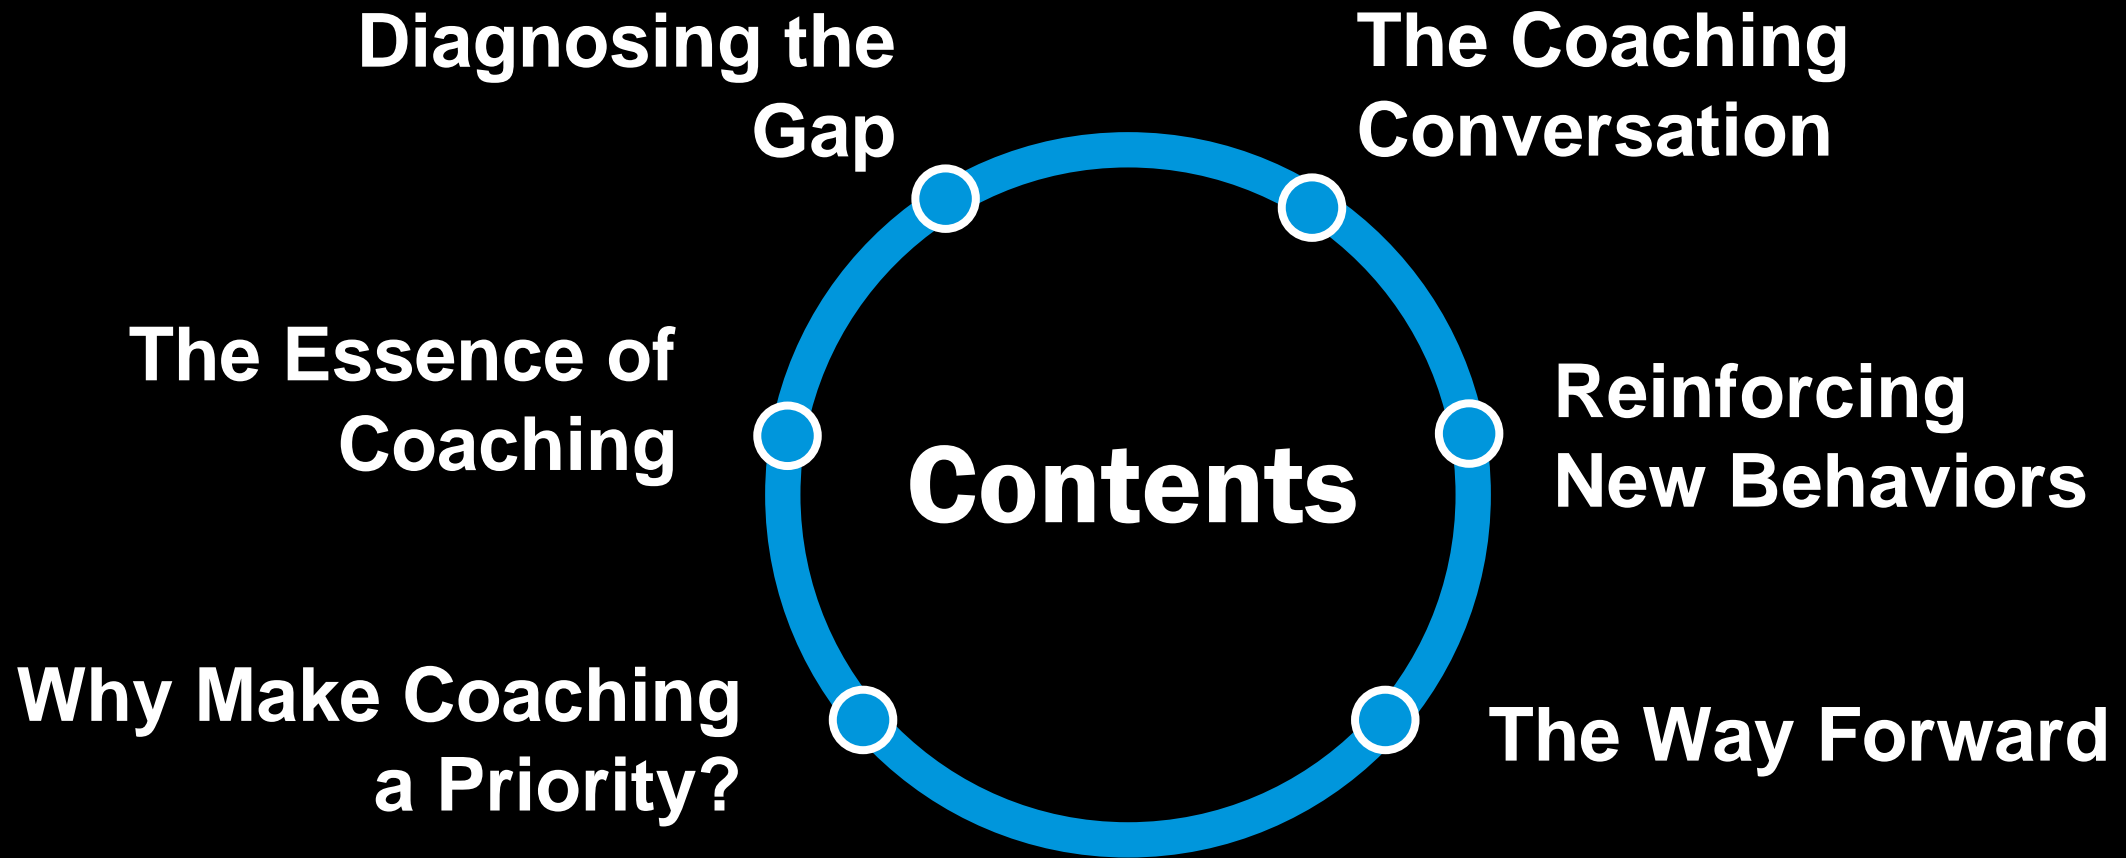 Diagnosing the
Gap
The Coaching
Conversation
The Essence of
Coaching
Contents
Reinforcing
New Behaviors
Why Make Coaching
a Priority?
The Way Forward